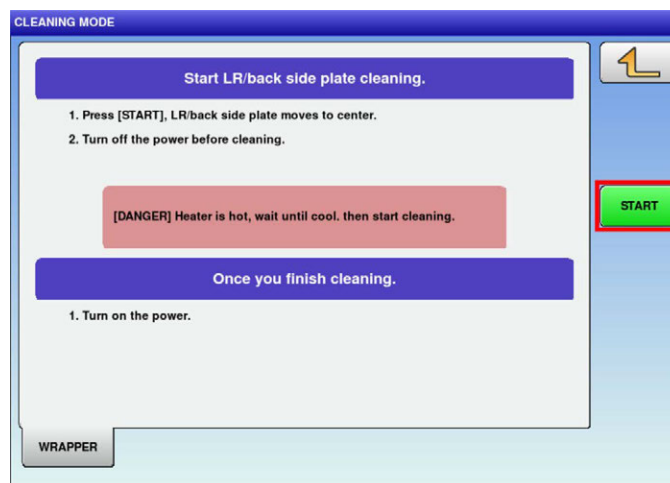 CLEANING MODE
Start LR/back side plate cleaning.
1. Press [START], LR/back side plate moves to center.
2. Turn off the power before cleaning.
[DANGER] Heater is hot, wait until cool. then start cleaning.
START
Once you finish cleaning.
1. Turn on the power.
WRAPPER